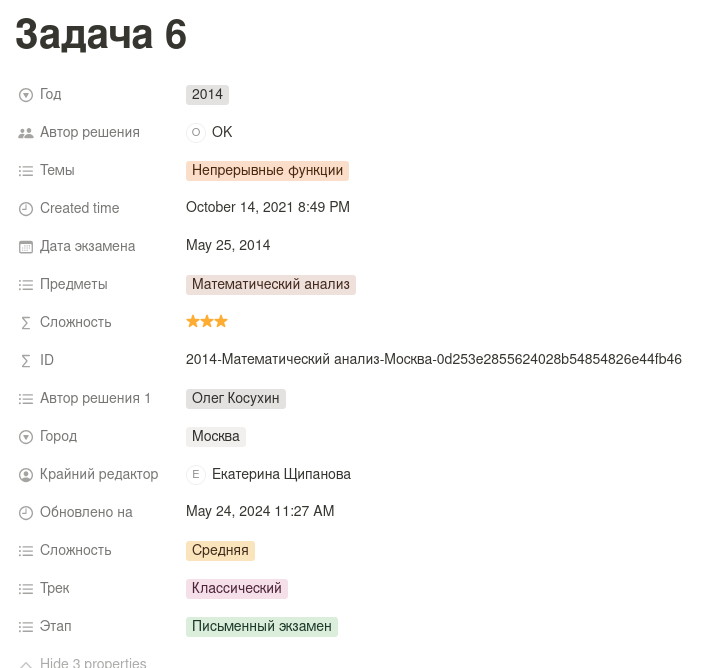 Задача 6
Год 2014
Автор решения O OK
Темы Непрерывные функции
Created time October 14, 2021 8:49 PM
Дата экзамена May 25, 2014
Предметы Математический анализ
Сложность
ID 2014-Математический анализ-Москва-0d253e2855624028b54854826e44fb46
Автор решения 1 Олег Косухин
Город Москва
Крайний редактор E Екатерина Щипанова
Обновлено на May 24, 2024 11:27 AM
Сложность Средняя
Трек Классический
Этап Письменный экзамен
Hide 3 properties